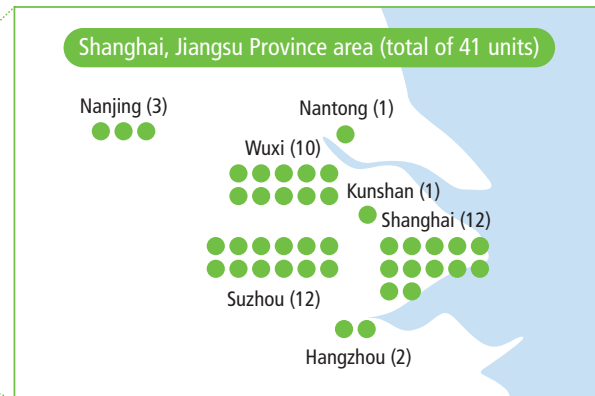 Shanghai, Jiangsu Province area (total of 41 units)
Nanjing (3)
Nantong (1)
Wuxi (10)
Kunshan (1)
Shanghai (12)
Suzhou (12)
Hangzhou (2)